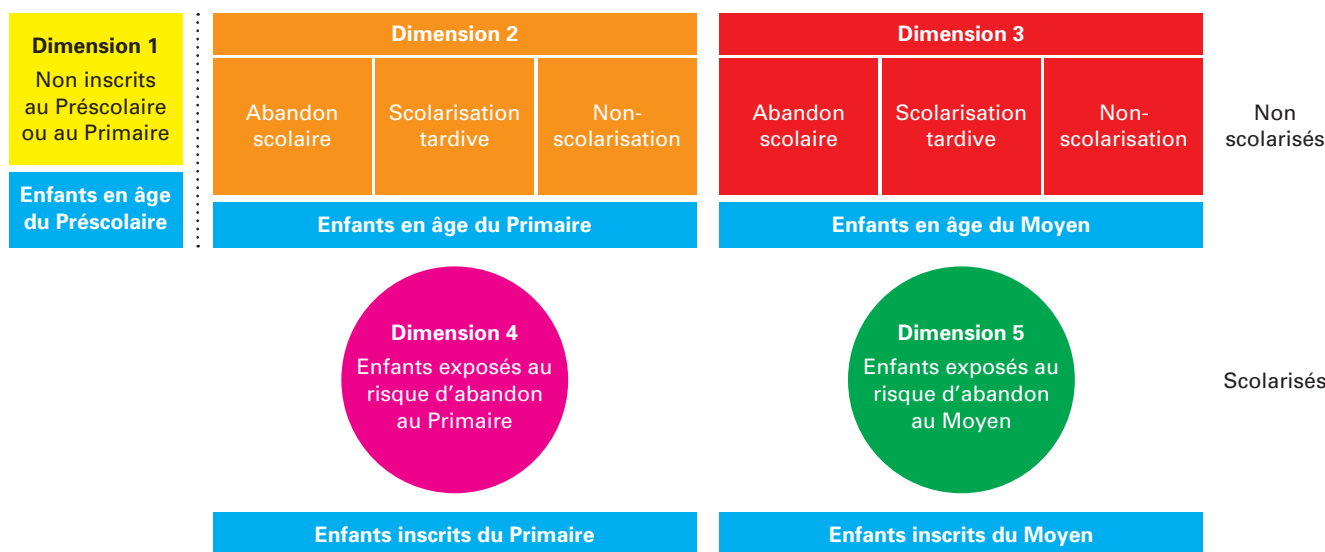 Dimension 1
Non inscrits
au Préscolaire
ou au Primaire
Enfants en âge
du Préscolaire
Dimension 2
Abandon
scolaire
Scolarisation
tardive
Non-
scolarisation
Enfants en âge du Primaire
Dimension 3
Abandon
scolaire
Scolarisation
tardive
Non-
scolarisation
Enfants en âge du Moyen
Non
scolarisés
Dimension 4
Enfants exposés au
risque d’abandon
au Primaire
Dimension 5
Enfants exposés au
risque d’abandon
au Moyen
Scolarisés
Enfants inscrits du Primaire
Enfants inscrits du Moyen